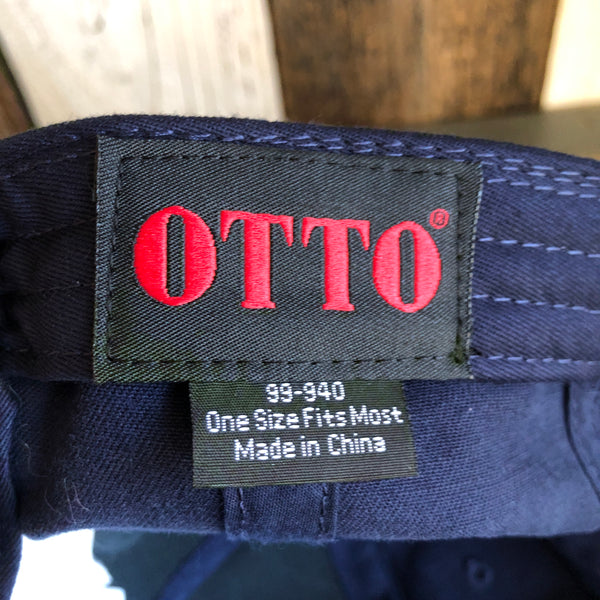 OTTO®
99-940
One Size Fits Most
Made in China